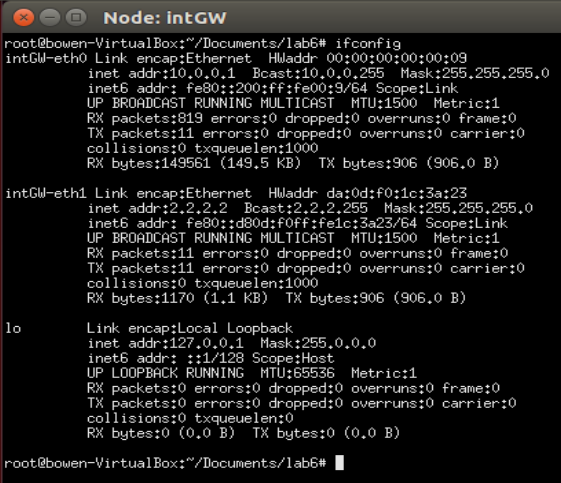 Node: intGW
root@bowen-VirtualBox:~/Documents/lab6# ifconfig
intGW-eth0 Link encap:Ethernet  HWaddr 00:00:00:00:00:09
          inet addr:10.0.0.1  Bcast:10.0.0.255  Mask:255.255.255.0
          inet6 addr: fe80::200:ff:fe00:9/64 Scope:Link
          UP BROADCAST RUNNING MULTICAST  MTU:1500  Metric:1
          RX packets:819 errors:0 dropped:0 overruns:0 frame:0
          TX packets:11 errors:0 dropped:0 overruns:0 carrier:0
          collisions:0 txqueuelen:1000
          RX bytes:149561 (149.5 KB)  TX bytes:906 (906.0 B)
intGW-eth1 Link encap:Ethernet  HWaddr da:0d:f0:1c:3a:23
          inet addr:2.2.2.2  Bcast:2.2.2.255  Mask:255.255.255.0
          inet6 addr: fe80::d80d:f0ff:fe1c:3a23/64 Scope:Link
          UP BROADCAST RUNNING MULTICAST  MTU:1500  Metric:1
          RX packets:11 errors:0 dropped:0 overruns:0 frame:0
          TX packets:11 errors:0 dropped:0 overruns:0 carrier:0
          collisions:0 txqueuelen:1000
          RX bytes:1170 (1.1 KB)  TX bytes:906 (906.0 B)
lo        Link encap:Local Loopback
          inet addr:127.0.0.1  Mask:255.0.0.0
          inet6 addr: ::1/128 Scope:Host
          UP LOOPBACK RUNNING  MTU:65536  Metric:1
          RX packets:0 errors:0 dropped:0 overruns:0 frame:0
          TX packets:0 errors:0 dropped:0 overruns:0 carrier:0
          collisions:0 txqueuelen:0
          RX bytes:0 (0.0 B)  TX bytes:0 (0.0 B)
root@bowen-VirtualBox:~/Documents/lab6#